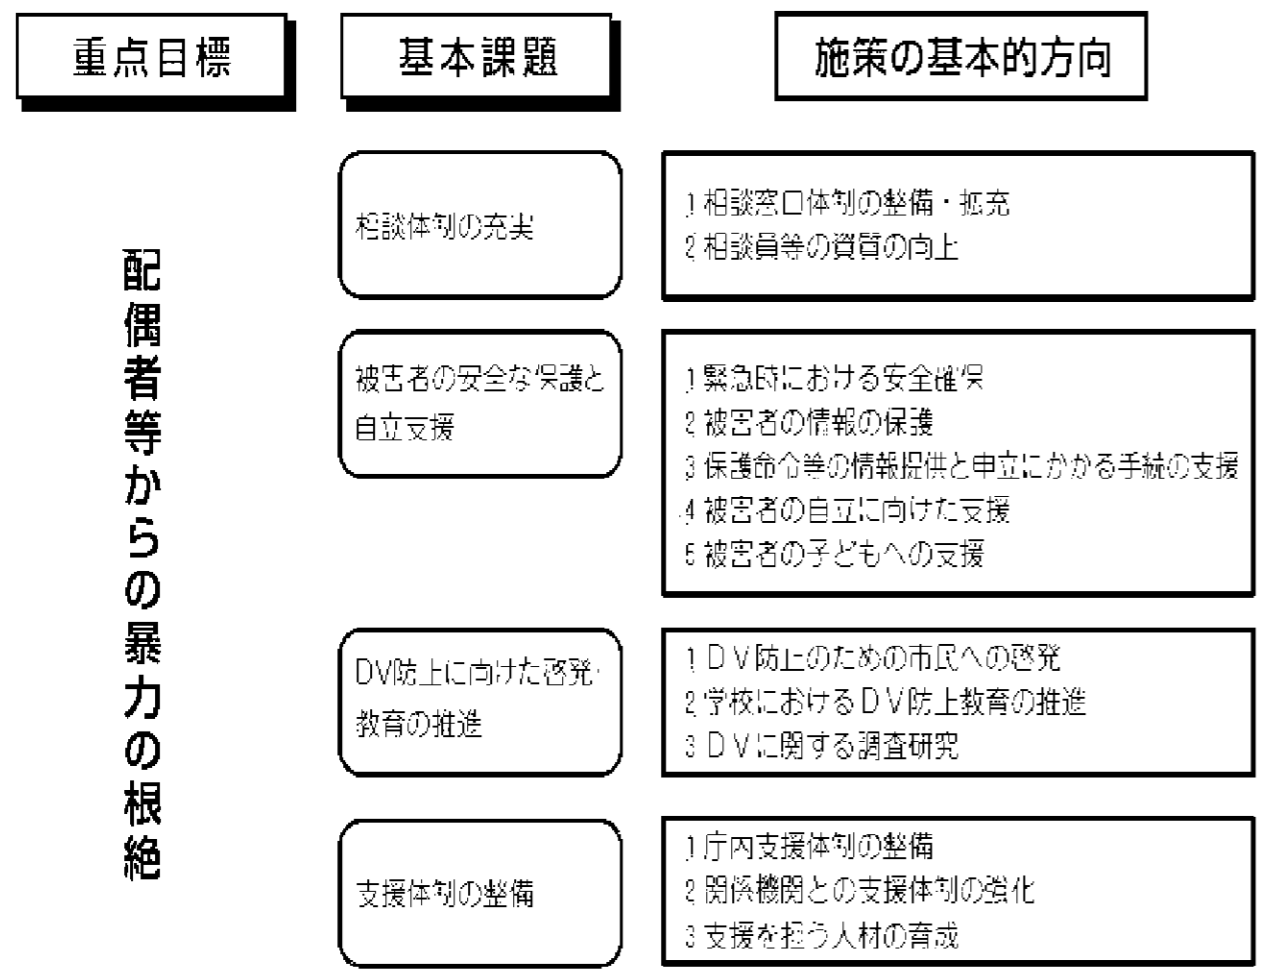 重点目標
基本課題
施策の基本的方向
配偶者等からの暴力の根絶
相談体制の充実
1 相談窓口体制の整備・拡充
2 相談員等の資質の向上
被害者の安全な保護と
自立支援
1 緊急時における安全確保
2 被害者の情報の保護
3 保護命令等の情報提供と申立にかかる手続の支援
4 被害者の自立に向けた支援
5 被害者の子どもへの支援
DV防止に向けた啓発・
教育の推進
1 ＤＶ防止のための市民への啓発
2 学校におけるＤＶ防止教育の推進
3 ＤＶに関する調査研究
支援体制の整備
1 庁内支援体制の整備
2 関係機関との支援体制の強化
3 支援を担う人材の育成